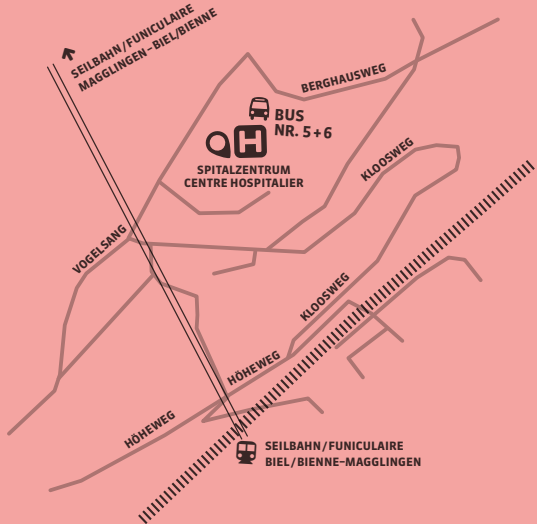 SEILBAHN/FUNICULAIRE
MAGGLINGEN–BIEL/BIENNE
BERGHAUSWEG
BUS
NR. 5+6
H
SPITALZENTRUM
CENTRE HOSPITALIER
KLOOSWEG
VOGELSANG
KLOOSWEG
HÖHEWEG
HÖHEWEG
SEILBAHN/FUNICULAIRE
BIEL/BIENNE–MAGGLINGEN